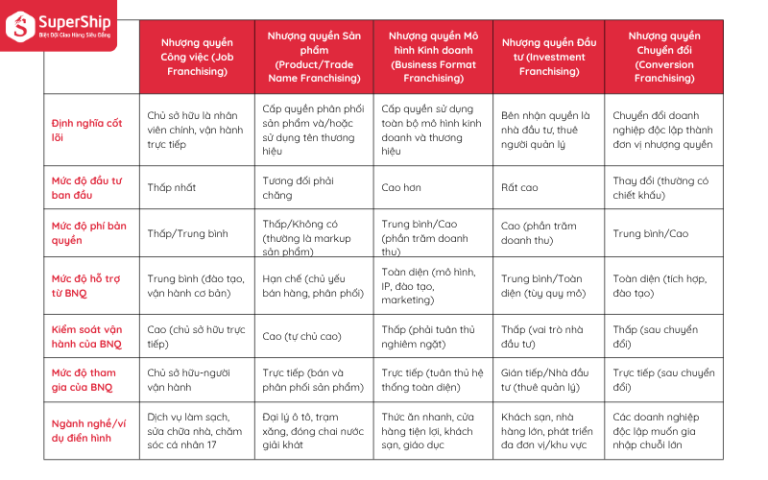 SuperShip
Biệt Đội Giao Hàng Siêu Đẳng
Nhượng quyền
Công việc (Job
Franchising)
Nhượng quyền Sản
phẩm
(Product/Trade
Name Franchising)
Nhượng quyền Mô
hình Kinh doanh
(Business Format
Franchising)
Nhượng quyền Đầu
tư (Investment
Franchising)
Nhượng quyền
Chuyển đổi
(Conversion
Franchising)
Định nghĩa cốt
lõi
Chủ sở hữu là nhân
viên chính, vận hành
trực tiếp
Cấp quyền phân phối
sản phẩm và/hoặc
sử dụng tên thương
hiệu
Cấp quyền sử dụng
toàn bộ mô hình kinh
doanh và thương
hiệu
Bên nhận quyền là
nhà đầu tư, thuê
người quản lý
Chuyển đổi doanh
nghiệp độc lập thành
đơn vị nhượng quyền
Mức độ đầu tư
ban đầu
Thấp nhất
Tương đối phải
chăng
Cao hơn
Rất cao
Thay đổi (thường có
chiết khấu)
Mức độ phí bản
quyền
Thấp/Trung bình
Thấp/Không có
(thường là markup
sản phẩm)
Trung bình/Cao
(phần trăm doanh
thu)
Cao (phần trăm
doanh thu)
Trung bình/Cao
Mức độ hỗ trợ
từ BNQ
Trung bình (đào tạo,
vận hành cơ bản)
Hạn chế (chủ yếu
bán hàng, phân phối)
Toàn diện (mô hình,
IP, đào tạo,
marketing)
Trung bình/Toàn
diện (tùy quy mô)
Toàn diện (tích hợp,
đào tạo)
Kiểm soát vận
hành của BNQ
Cao (chủ sở hữu trực
tiếp)
Cao (tự chủ cao)
Thấp (phải tuân thủ
nghiêm ngặt)
Thấp (vai trò nhà
đầu tư)
Thấp (sau chuyển
đổi)
Mức độ tham
gia của BNQ
Chủ sở hữu-người
vận hành
Trực tiếp (bán và
phân phối sản phẩm)
Trực tiếp (tuân thủ hệ
thống toàn diện)
Gián tiếp/Nhà đầu
tư (thuê quản lý)
Trực tiếp (sau chuyển
đổi)
Ngành nghề/ví
dụ điển hình
Dịch vụ làm sạch,
sửa chữa nhà, chăm
sóc cá nhân 17
Đại lý ô tô, trạm
xăng, đóng chai nước
giải khát
Thức ăn nhanh, cửa
hàng tiện lợi, khách
sạn, giáo dục
Khách sạn, nhà
hàng lớn, phát triển
đa đơn vị/khu vực
Các doanh nghiệp
độc lập muốn gia
nhập chuỗi lớn